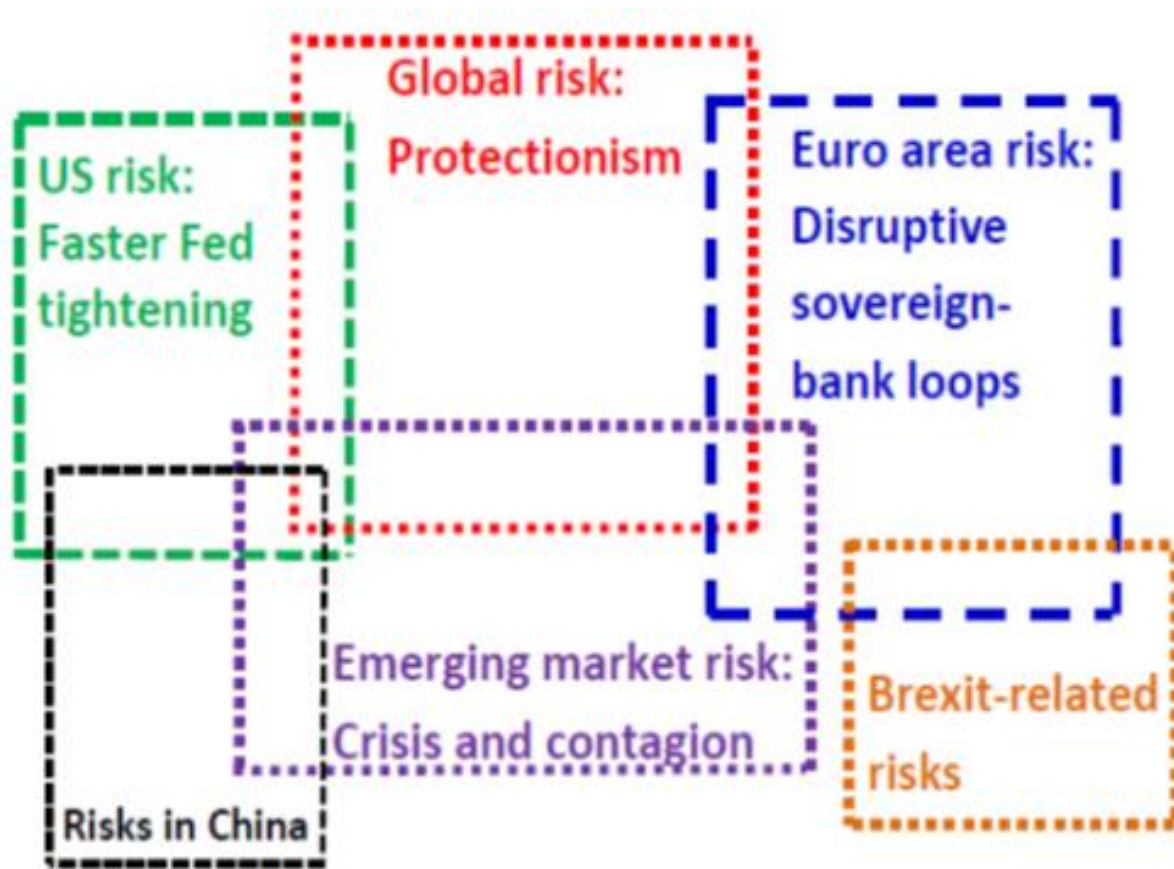 Global risk:
Protectionism
US risk:
Faster Fed
tightening
Euro area risk:
Disruptive
sovereign-
bank loops
Emerging market risk:
Crisis and contagion
Brexit-related
risks
Risks in China